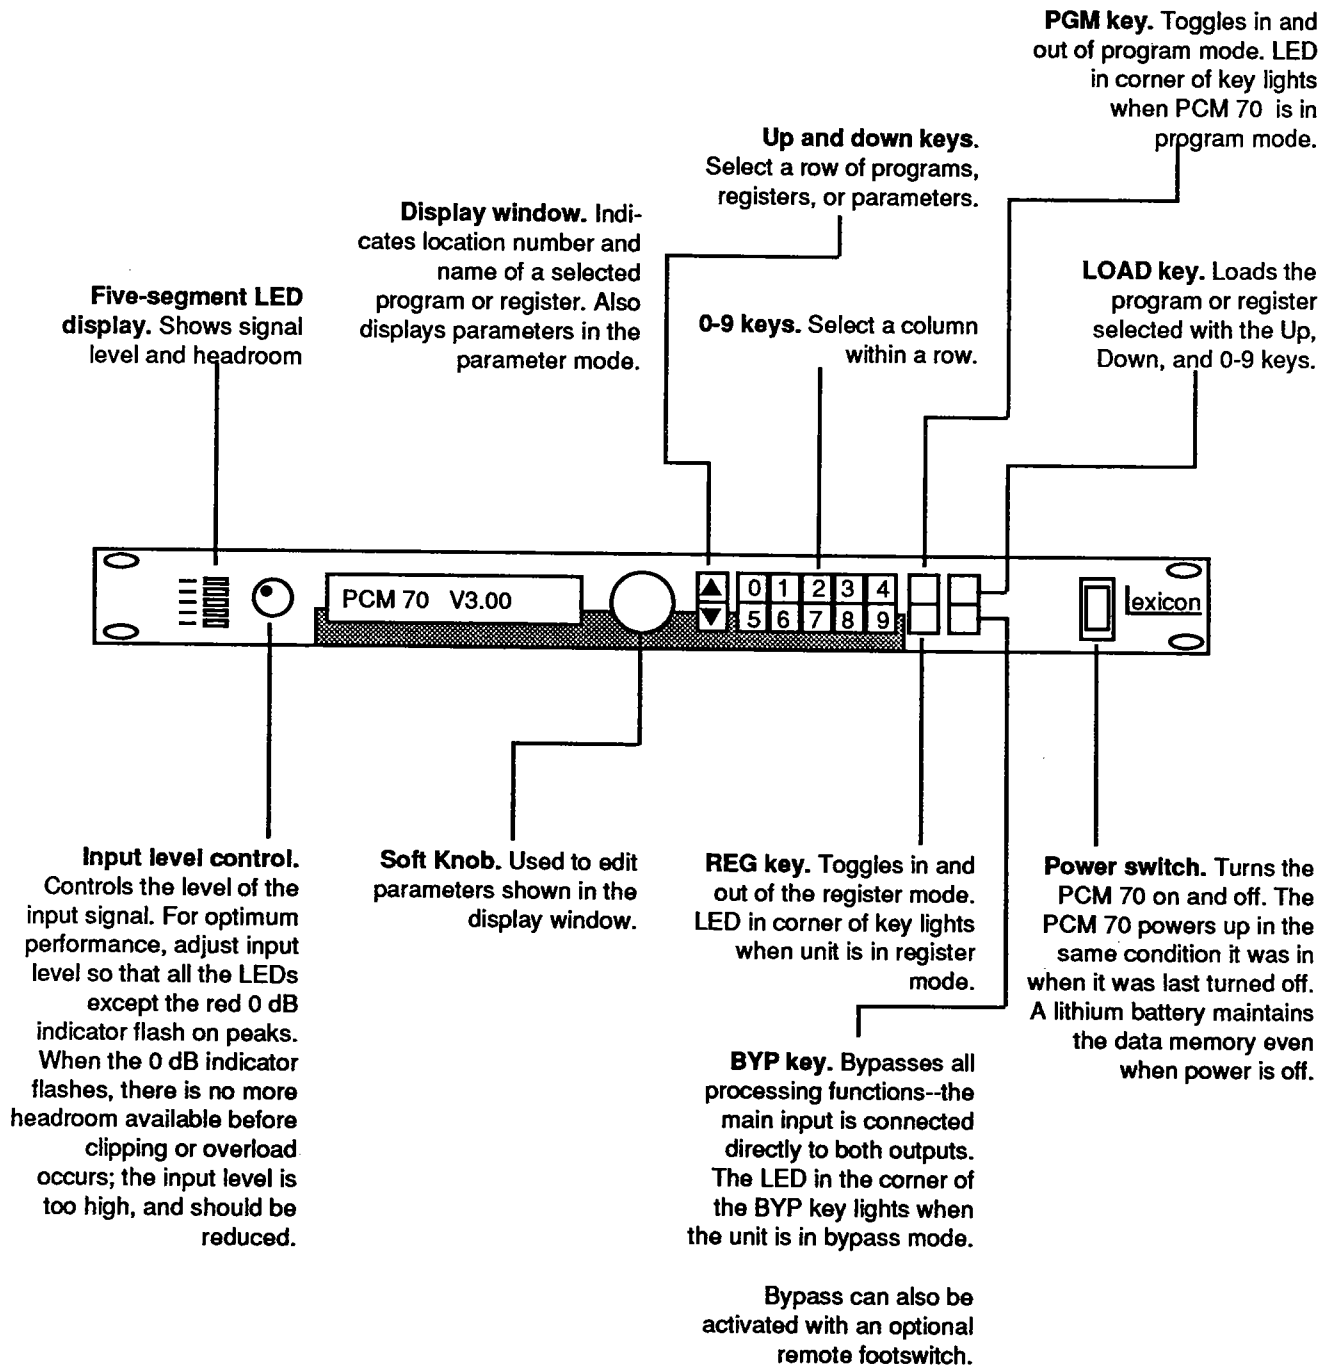 PGM key. Toggles in and
out of program mode. LED
in corner of key lights
when PCM 70 is in
program mode.
Up and down keys.
Select a row of programs,
registers, or parameters.
Display window. Indi-
cates location number and
name of a selected
program or register. Also
displays parameters in the
parameter mode.
LOAD key. Loads the
program or register
selected with the Up,
Down, and 0-9 keys.
Five-segment LED
display. Shows signal
level and headroom
0-9 keys. Select a column
within a row.
PCM 70 V3.00
0 1 2 3 4
5 6 7 8 9
Lexicon
Input level control.
Controls the level of the
input signal. For optimum
performance, adjust input
level so that all the LEDs
except the red 0 dB
indicator flash on peaks.
When the 0 dB indicator
flashes, there is no more
headroom available before
clipping or overload
occurs; the input level is
too high, and should be
reduced.
Soft Knob. Used to edit
parameters shown in the
display window.
REG key. Toggles in and
out of the register mode.
LED in corner of key lights
when unit is in register
mode.
Power switch. Turns the
PCM 70 on and off. The
PCM 70 powers up in the
same condition it was in
when it was last turned off.
A lithium battery maintains
the data memory even
when power is off.
BYP key. Bypasses all
processing functions--the
main input is connected
directly to both outputs.
The LED in the corner of
the BYP key lights when
the unit is in bypass mode.
Bypass can also be
activated with an optional
remote footswitch.